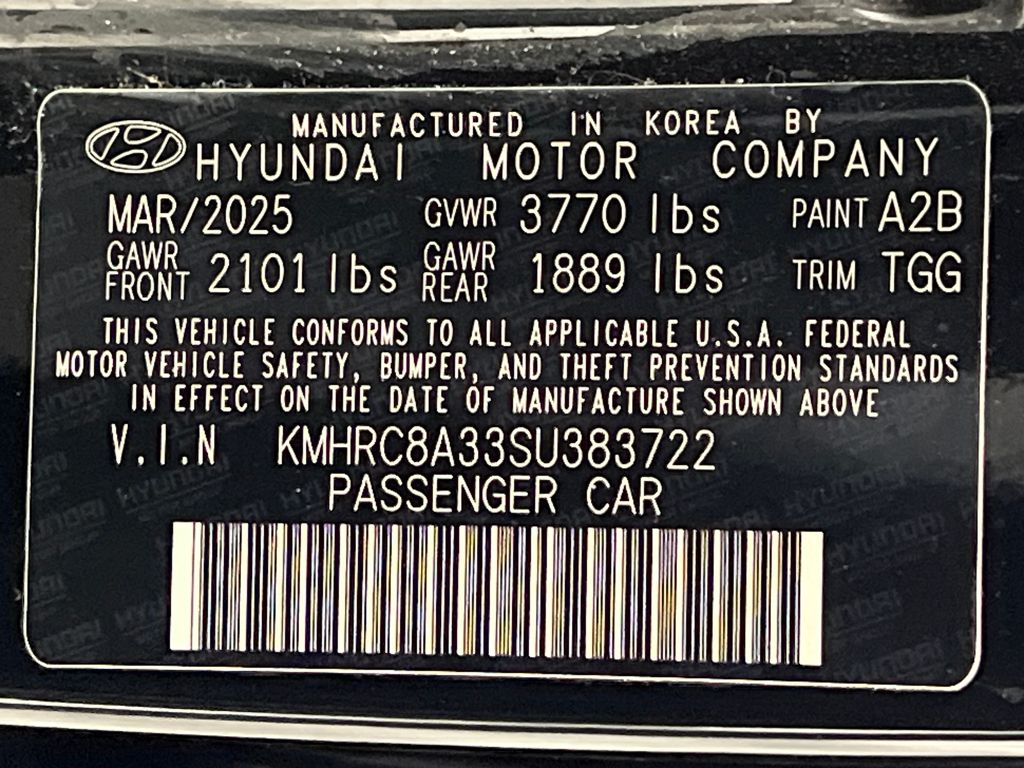 MANUFACTURED IN KOREA BY
HYUNDAI MOTOR COMPANY
MAR/2025 GVWR 3770 lbs PAINT A2B
GAWR FRONT 2101 lbs GAWR REAR 1889 lbs TRIM TGG
THIS VEHICLE CONFORMS TO ALL APPLICABLE U.S.A. FEDERAL
MOTOR VEHICLE SAFETY, BUMPER, AND THEFT PREVENTION STANDARDS
IN EFFECT ON THE DATE OF MANUFACTURE SHOWN ABOVE
V.I.N KMHRC8A33SU383722
PASSENGER CAR